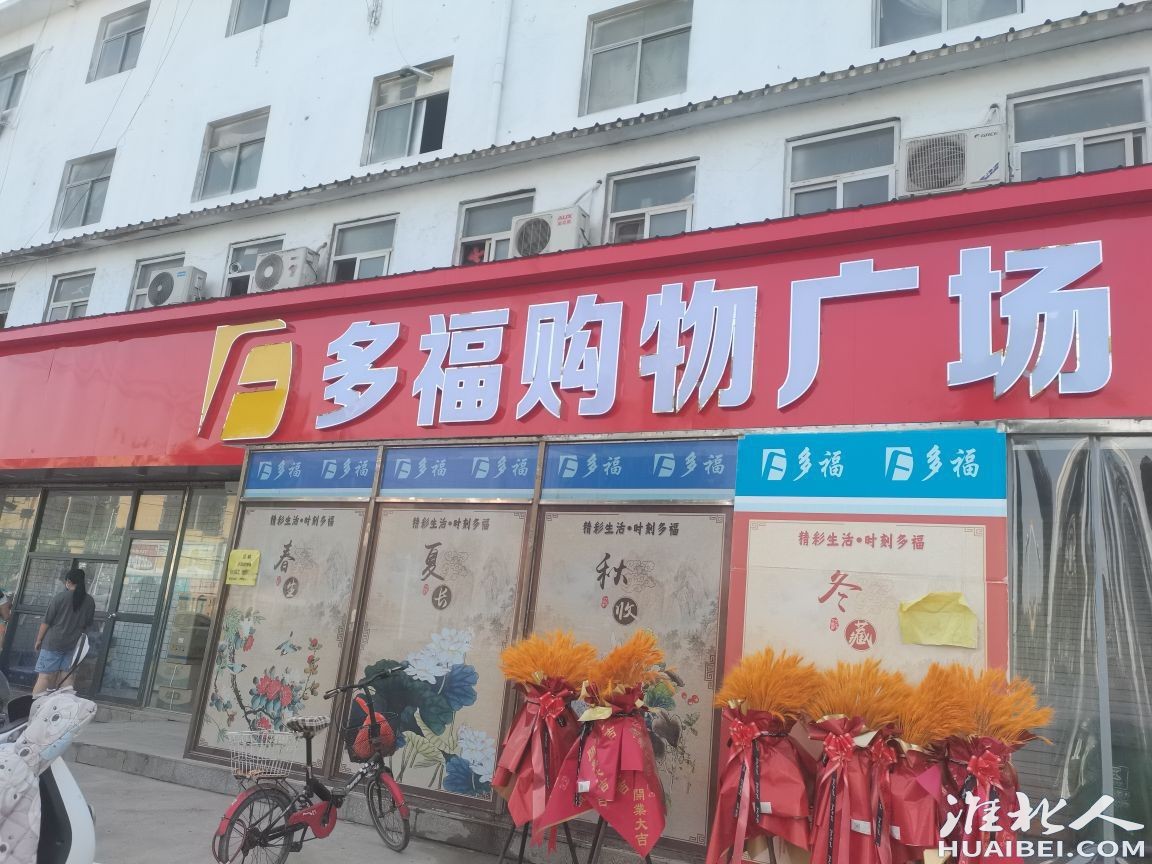 多福购物广场
多福 多福 多福 多福 多福 多福 多福 多福
精彩生活·时刻多福
春生
精彩生活·时刻多福
夏长
精彩生活·时刻多福
秋收
精彩生活·时刻多福
冬藏
AUX
開業大吉
淮北人
HUAIBEI.COM